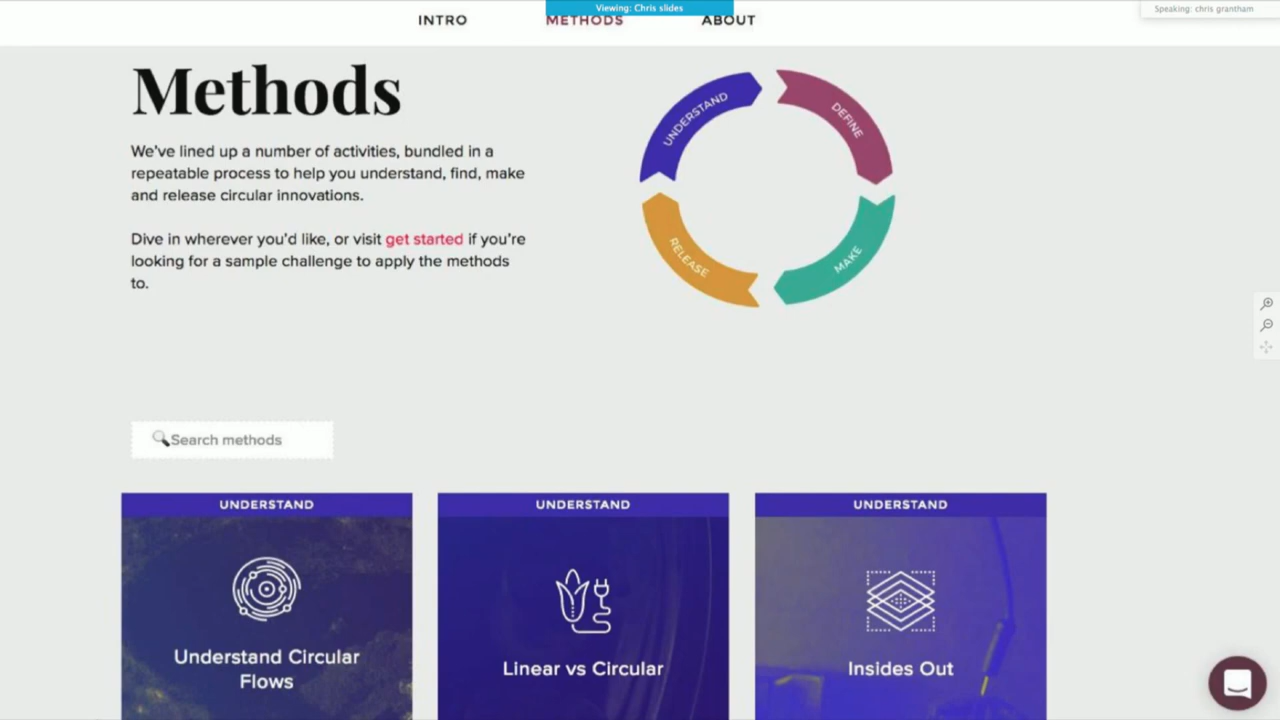 Viewing: Chris slides
Speaking: chris grantham
INTRO
METHODS
ABOUT
Methods
We've lined up a number of activities, bundled in a
repeatable process to help you understand, find, make
and release circular innovations.
Dive in wherever you'd like, or visit get started if you're
looking for a sample challenge to apply the methods
to.
UNDERSTAND
DEFINE
RELEASE
MAKE
Search methods
UNDERSTAND
UNDERSTAND
UNDERSTAND
Understand Circular
Flows
Linear vs Circular
Insides Out